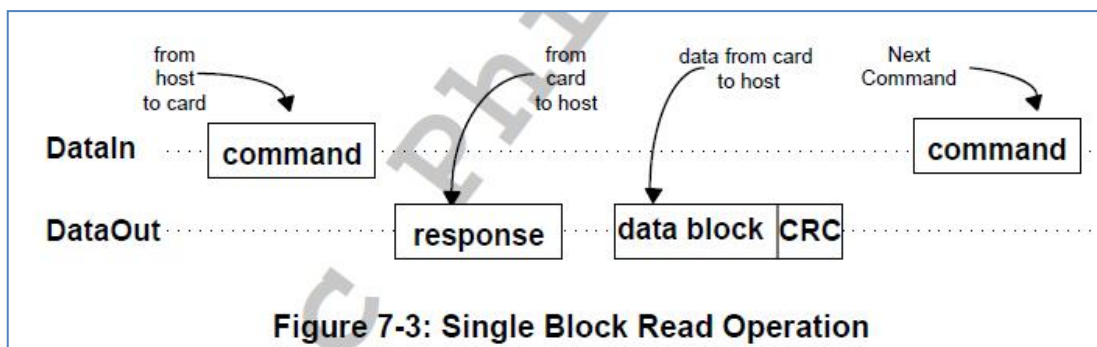 from
host
to card
from
card
to host
data from card
to host
Next
Command
DataIn
command
command
DataOut
response
data block
CRC
Figure 7-3: Single Block Read Operation
c Phi